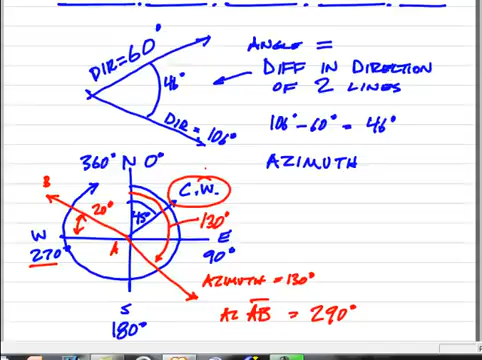 DIR=60°
46°
DIR = 106°
ANGLE =
DIFF IN DIRECTION
OF 2 LINES
106° - 60° = 46°
AZIMUTH
360° N 0°
B
20°
45°
C.W.
130°
W
270°
A
E
90°
S
180°
AZIMUTH = 130°
AZ AB = 290°